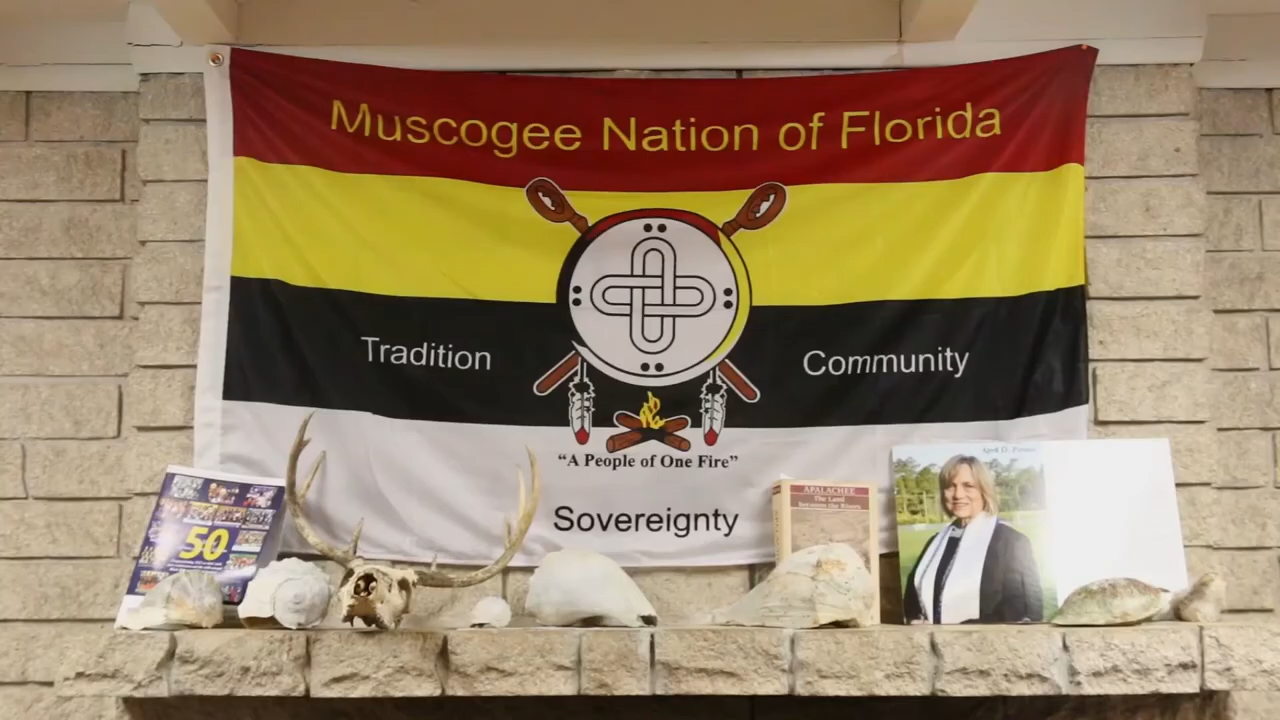 Muscogee Nation of Florida
Tradition
Community
“A People of One Fire”
Sovereignty
50
APALACHEE
The Land
between the Rivers